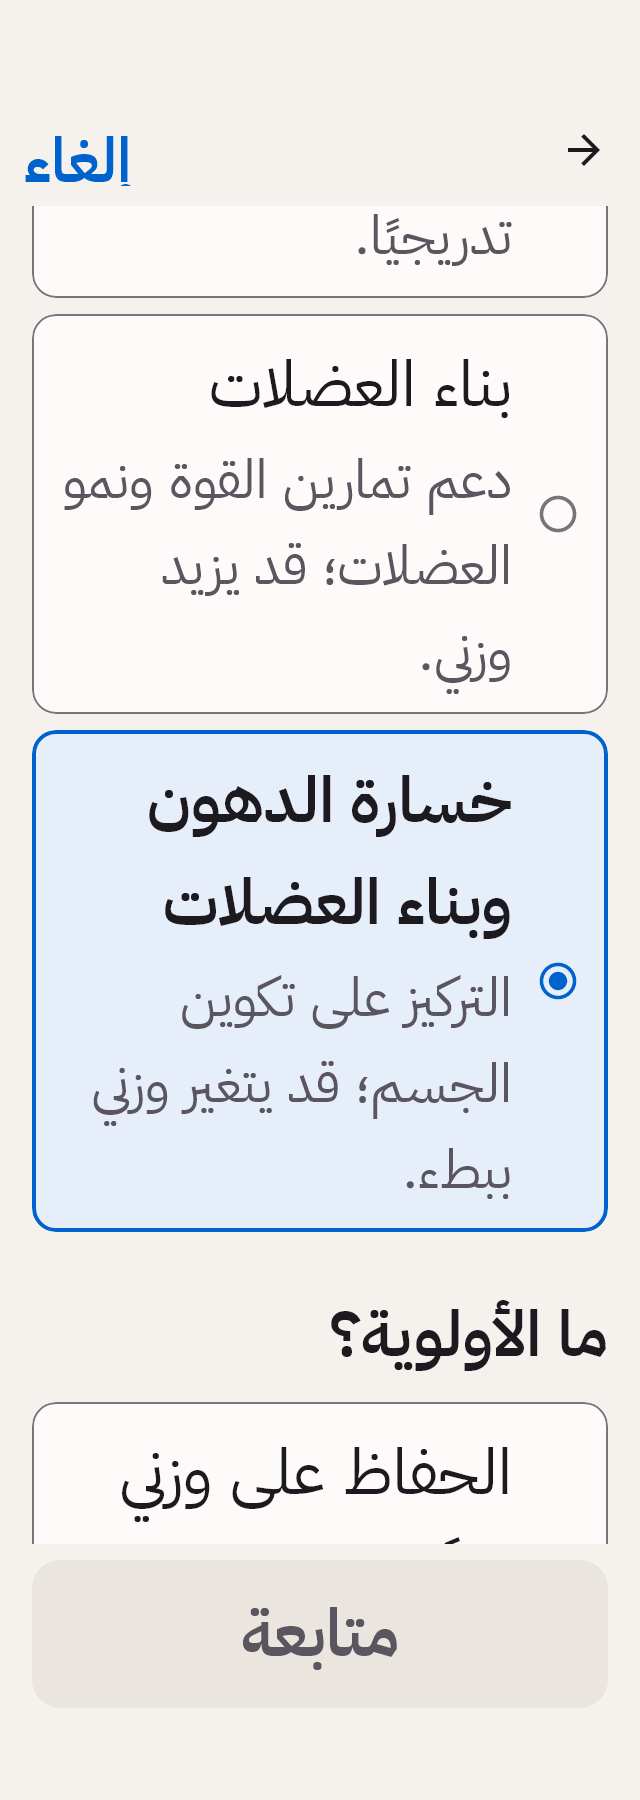 إلغاء
تدريجيًا.
بناء العضلات
دعم تمارين القوة ونمو
العضلات؛ قد يزيد
وزني.
خسارة الدهون
وبناء العضلات
التركيز على تكوين
الجسم؛ قد يتغير وزني
ببطء.
ما الأولوية؟
الحفاظ على وزني
متابعة